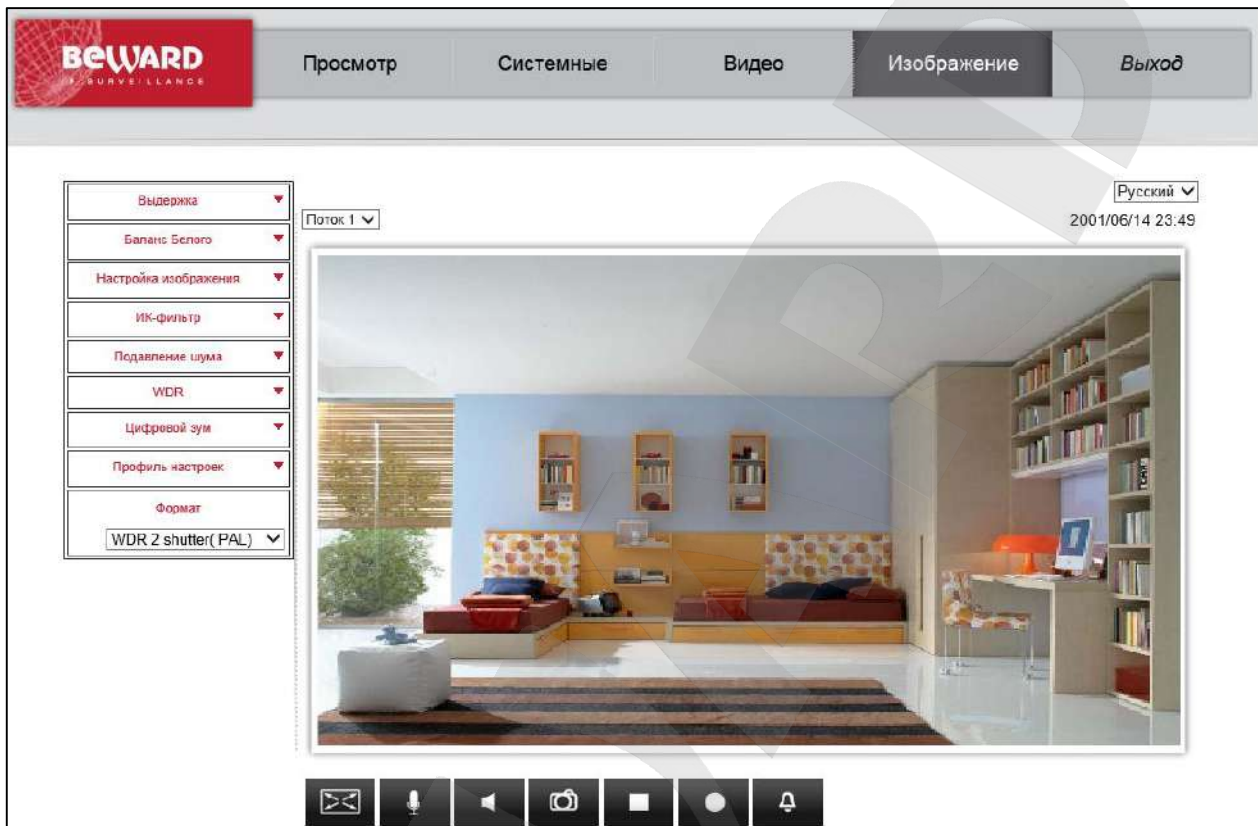 BEWARD
Просмотр
Системные
Видео
Изображение
Выход
Русский
2001/06/14 23:49
Поток 1
Выдержка
Баланс Белого
Настройка изображения
ИК-фильтр
Подавление шума
WDR
Цифровой зум
Профиль настроек
Формат
WDR 2 shutter( PAL)